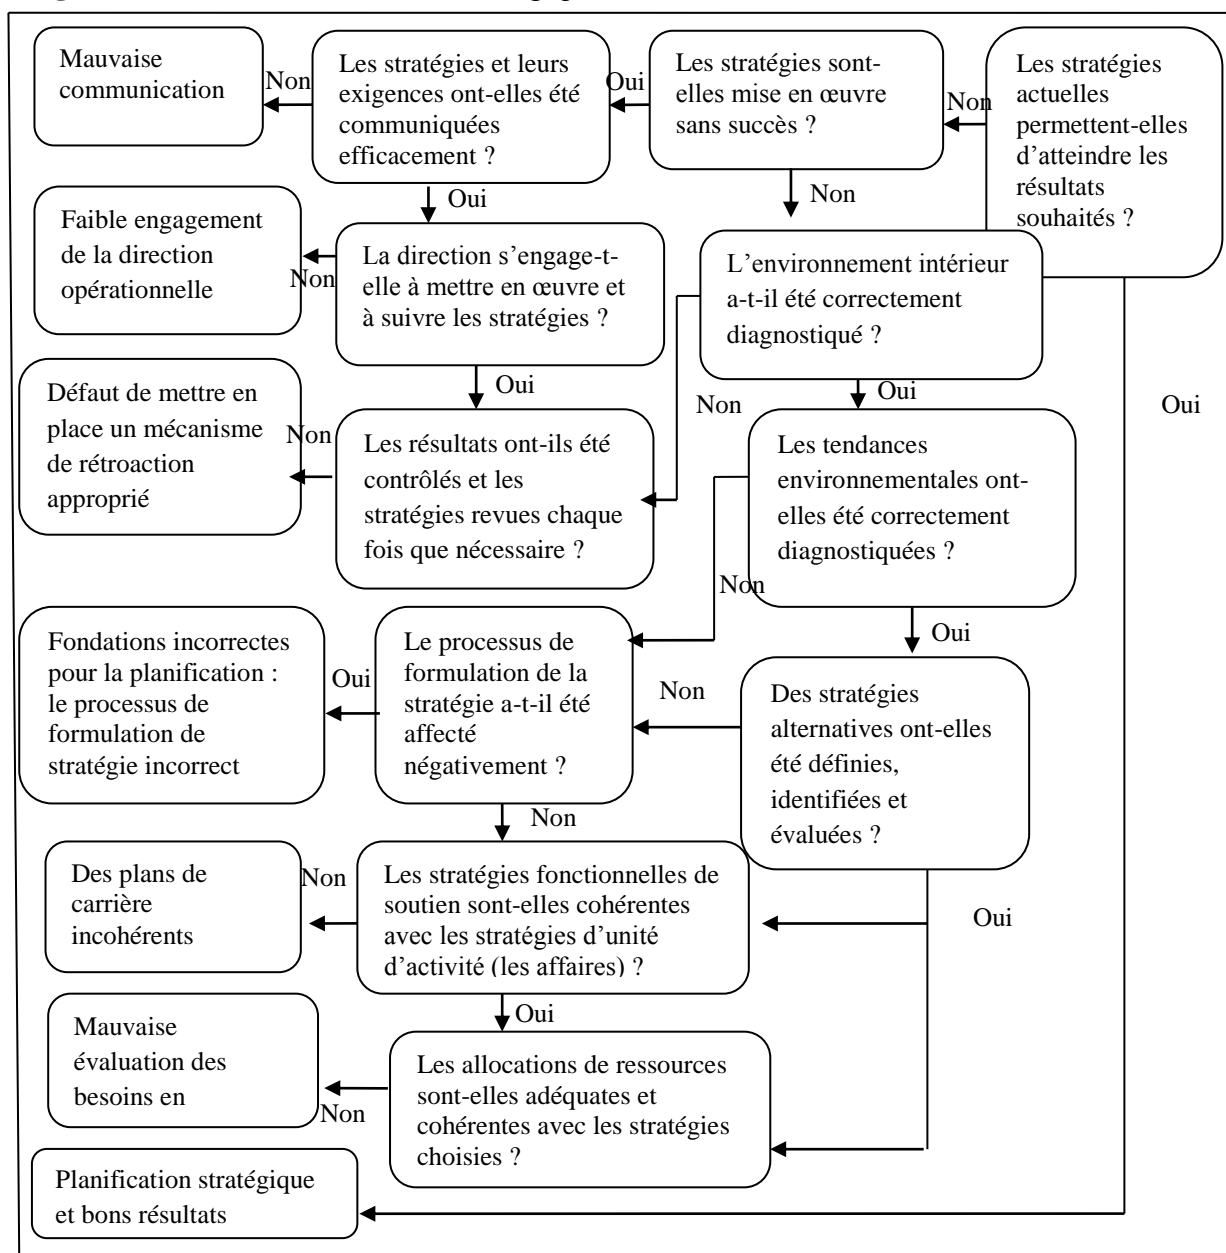 Mauvaise
communication
Non
Les stratégies et leurs
exigences ont-elles été
communiquées
efficacement ?
Oui
Les stratégies sont-
elles mise en œuvre
sans succès ?
Non
Les stratégies
actuelles
permettent-elles
d’atteindre les
résultats
souhaités ?
Oui
Non
Faible engagement
de la direction
opérationnelle
Non
La direction s’engage-t-
elle à mettre en œuvre et
à suivre les stratégies ?
L’environnement intérieur
a-t-il été correctement
diagnostiqué ?
Oui
Oui
Non
Oui
Défaut de mettre en
place un mécanisme
de rétroaction
approprié
Non
Les résultats ont-ils été
contrôlés et les
stratégies revues chaque
fois que nécessaire ?
Les tendances
environnementales ont-
elles été correctement
diagnostiquées ?
Non
Oui
Fondations incorrectes
pour la planification :
le processus de
formulation de
stratégie incorrect
Oui
Le processus de
formulation de la
stratégie a-t-il été
affecté
négativement ?
Non
Des stratégies
alternatives ont-elles
été définies,
identifiées et
évaluées ?
Non
Des plans de
carrière
incohérents
Non
Les stratégies fonctionnelles de
soutien sont-elles cohérentes
avec les stratégies d’unité
d’activité (les affaires) ?
Oui
Oui
Mauvaise
évaluation des
besoins en
Non
Les allocations de ressources
sont-elles adéquates et
cohérentes avec les stratégies
choisies ?
Planification stratégique
et bons résultats